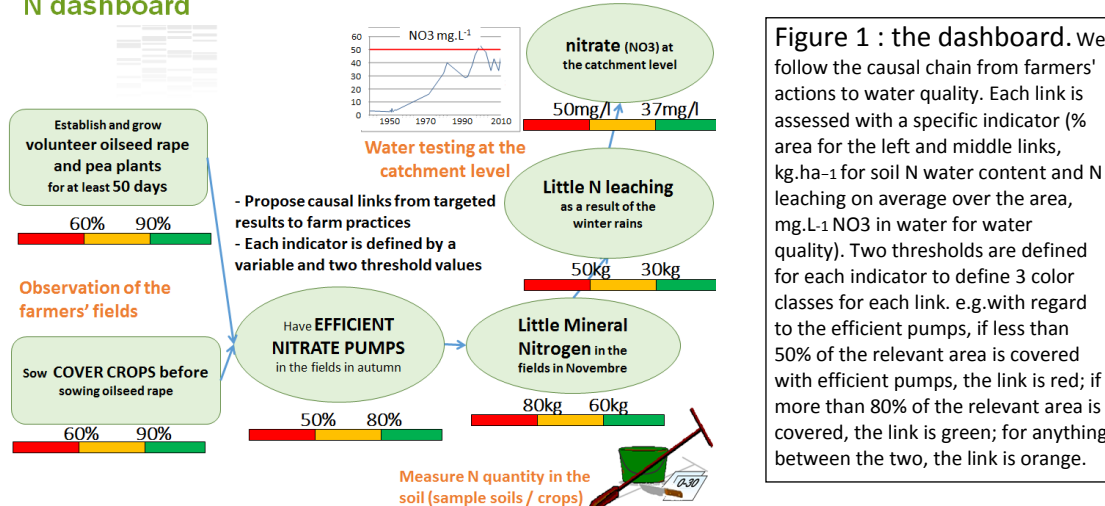 N dashboard
NO3 mg.L-1
60
50
40
30
20
10
0
1950 1970 1990 2010
Water testing at the
catchment level
nitrate (NO3) at
the catchment level
50mg/l 37mg/l
Establish and grow
volunteer oilseed rape
and pea plants
for at least 50 days
60% 90%
- Propose causal links from targeted
results to farm practices
- Each indicator is defined by a
variable and two threshold values
Little N leaching
as a result of the
winter rains
50kg 30kg
Observation of the
farmers' fields
Sow COVER CROPS before
sowing oilseed rape
60% 90%
Have EFFICIENT
NITRATE PUMPS
in the fields in autumn
50% 80%
Little Mineral
Nitrogen in the
fields in Novembre
80kg 60kg
Measure N quantity in the
soil (sample soils / crops)
0-30
Figure 1 : the dashboard. We
follow the causal chain from farmers'
actions to water quality. Each link is
assessed with a specific indicator (%
area for the left and middle links,
kg.ha-1 for soil N water content and N
leaching on average over the area,
mg.L-1 NO3 in water for water
quality). Two thresholds are defined
for each indicator to define 3 color
classes for each link. e.g.with regard
to the efficient pumps, if less than
50% of the relevant area is covered
with efficient pumps, the link is red; if
more than 80% of the relevant area is
covered, the link is green; for anything
between the two, the link is orange.